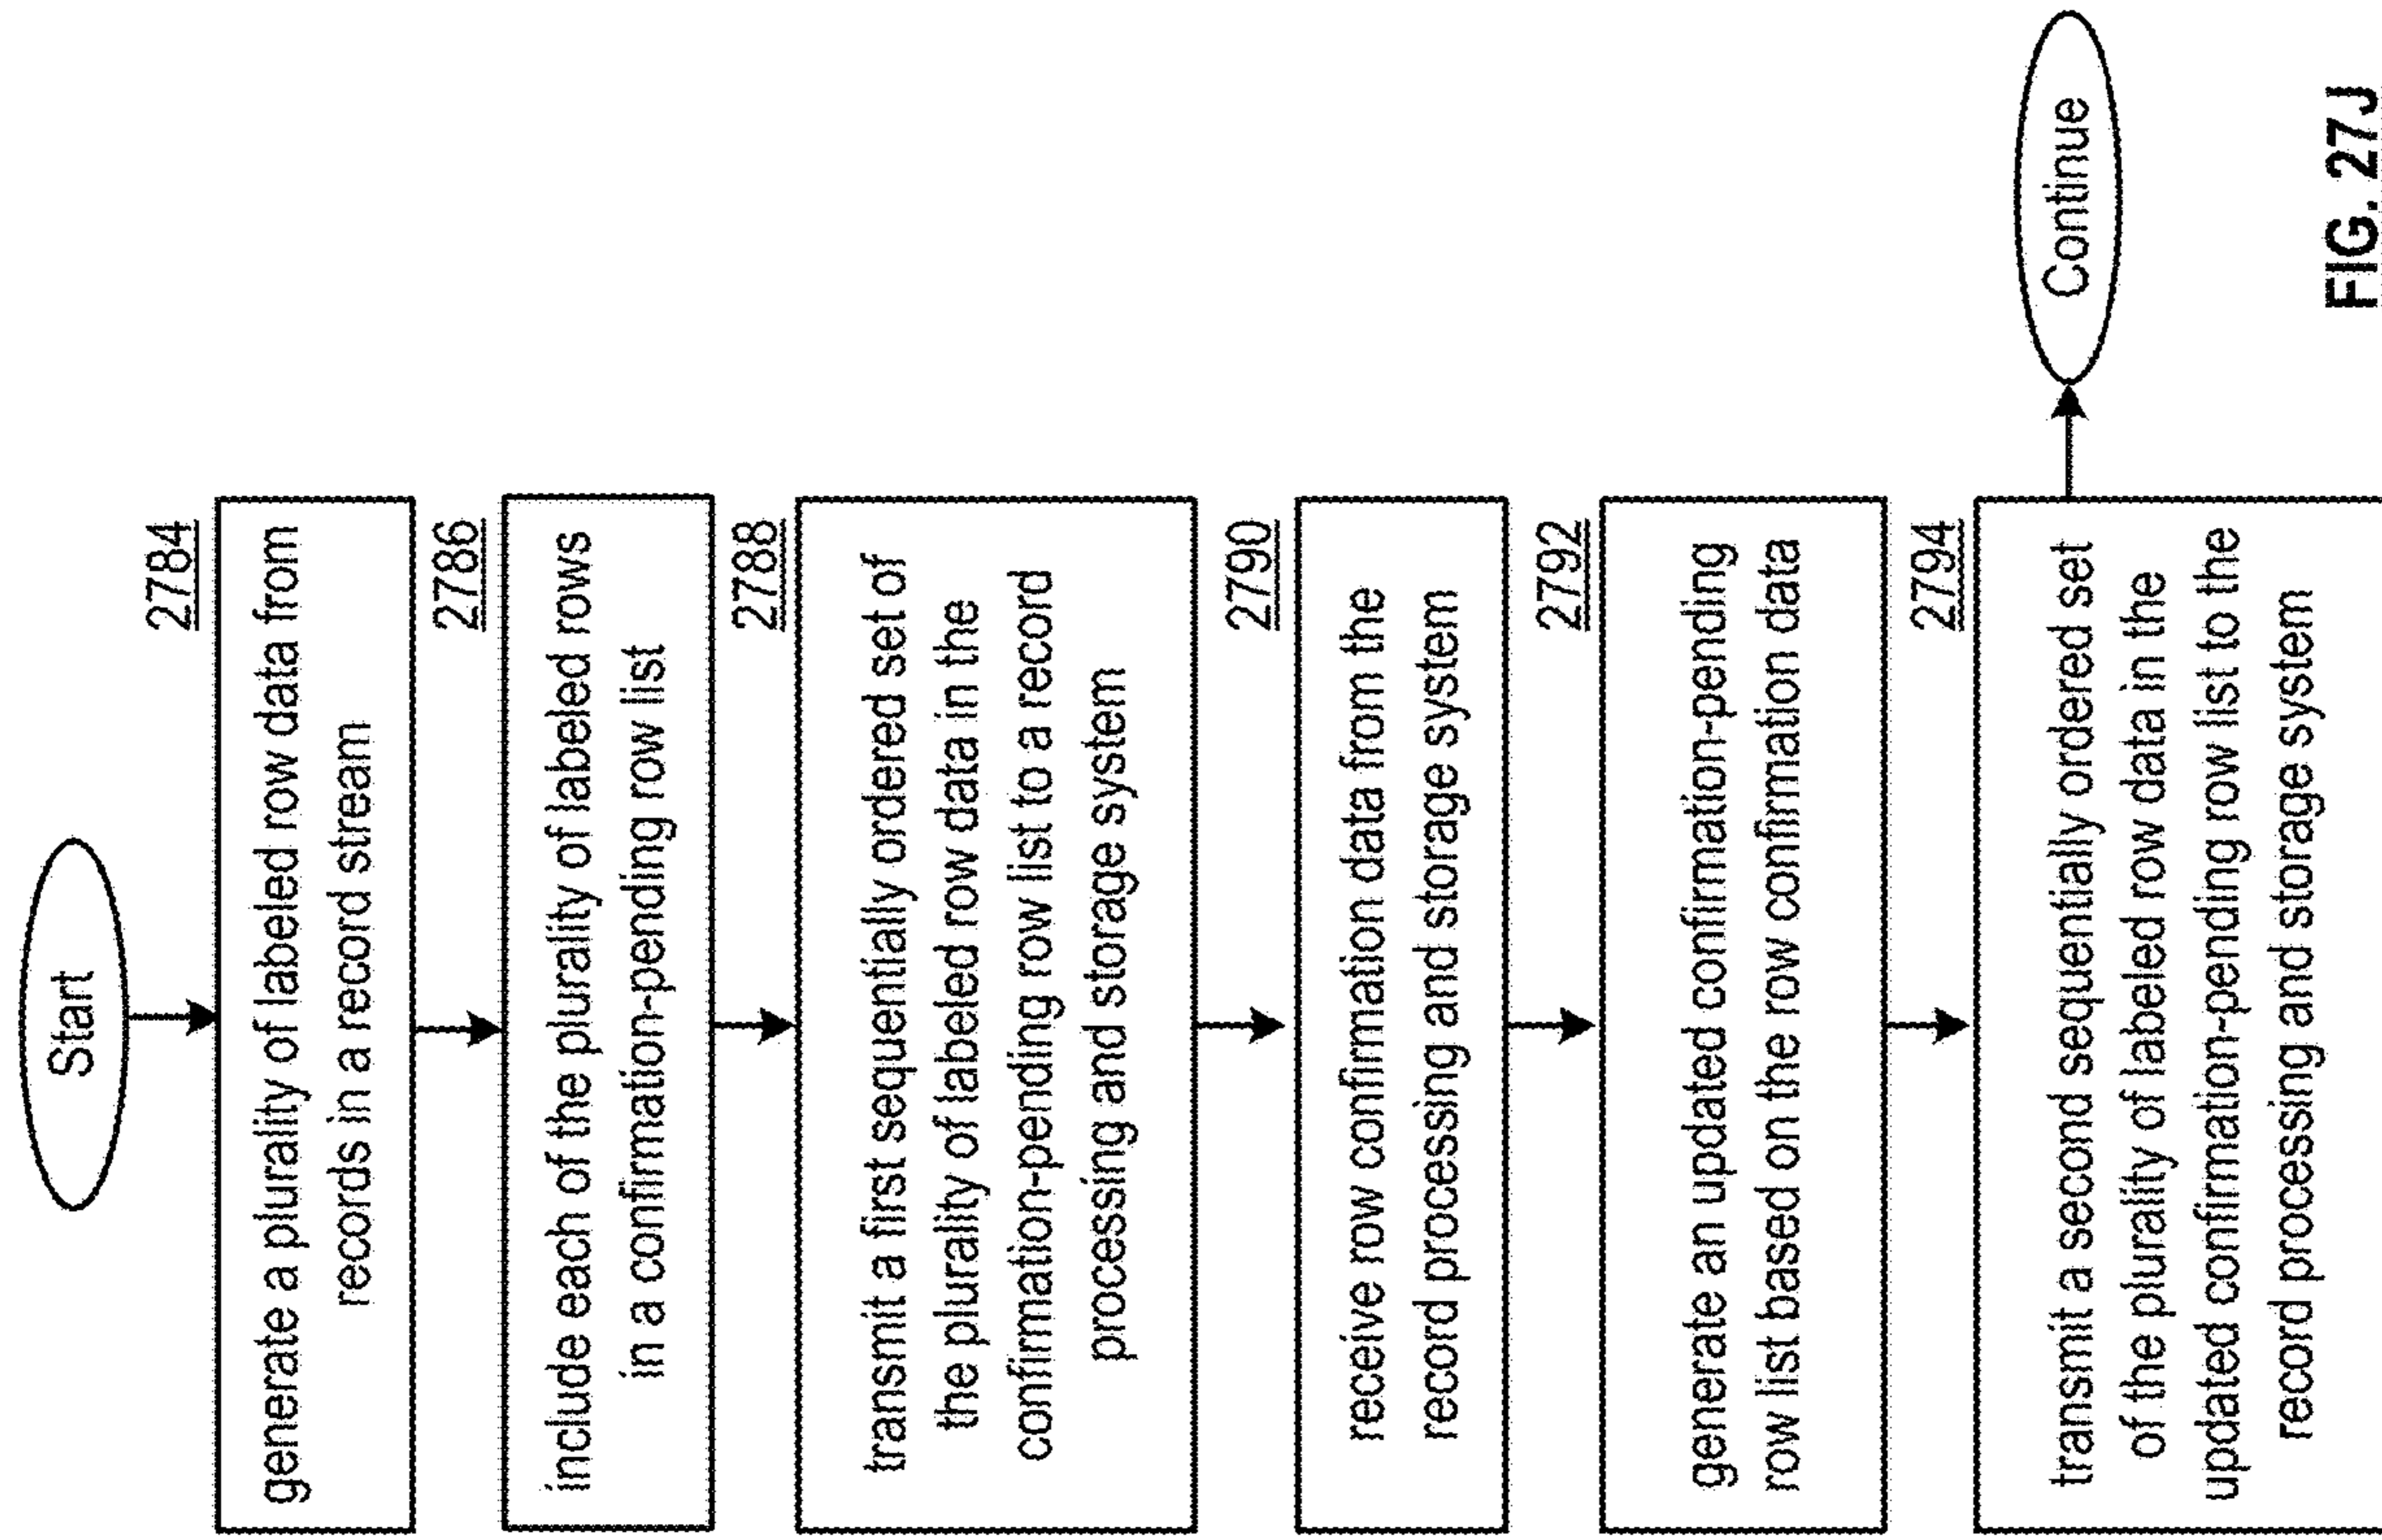 Start
2784
generate a plurality of labeled row data from
records in a record stream
2786
include each of the plurality of labeled rows
in a confirmation-pending row list
2788
transmit a first sequentially ordered set of
the plurality of labeled row data in the
confirmation-pending row list to a record
processing and storage system
2790
receive row confirmation data from the
record processing and storage system
2792
generate an updated confirmation-pending
row list based on the row confirmation data
2794
transmit a second sequentially ordered set
of the plurality of labeled row data in the
updated confirmation-pending row list to the
record processing and storage system
Continue
FIG. 27J